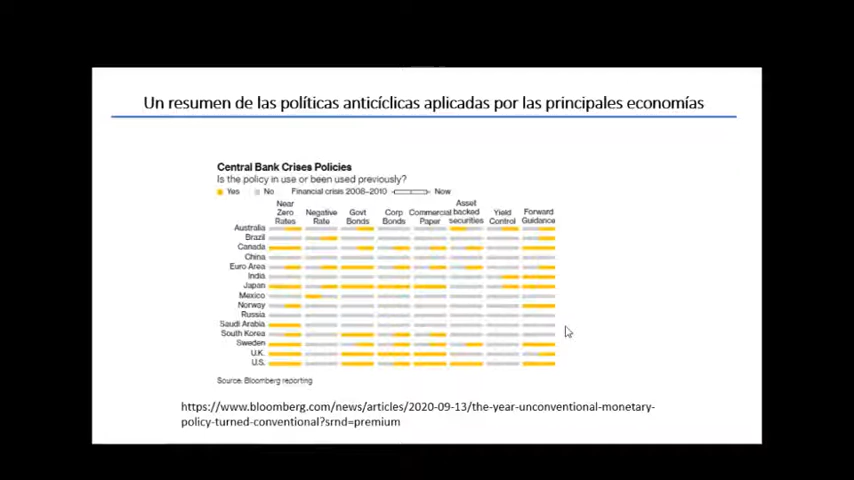 Un resumen de las políticas anticíclicas aplicadas por las principales economías
Central Bank Crises Policies
Is the policy in use or been used previously?
Yes No Financial crisis 2008-2010 Now
Near Zero Rates Negative Rate Govt Bonds Corp Bonds Commercial Paper Asset backed securities Yield Control Forward Guidance
Australia
Brazil
Canada
China
Euro Area
India
Japan
Mexico
Norway
Russia
Saudi Arabia
South Korea
Sweden
U.K.
U.S.
Source: Bloomberg reporting
https://www.bloomberg.com/news/articles/2020-09-13/the-year-unconventional-monetary-
policy-turned-conventional?srnd=premium